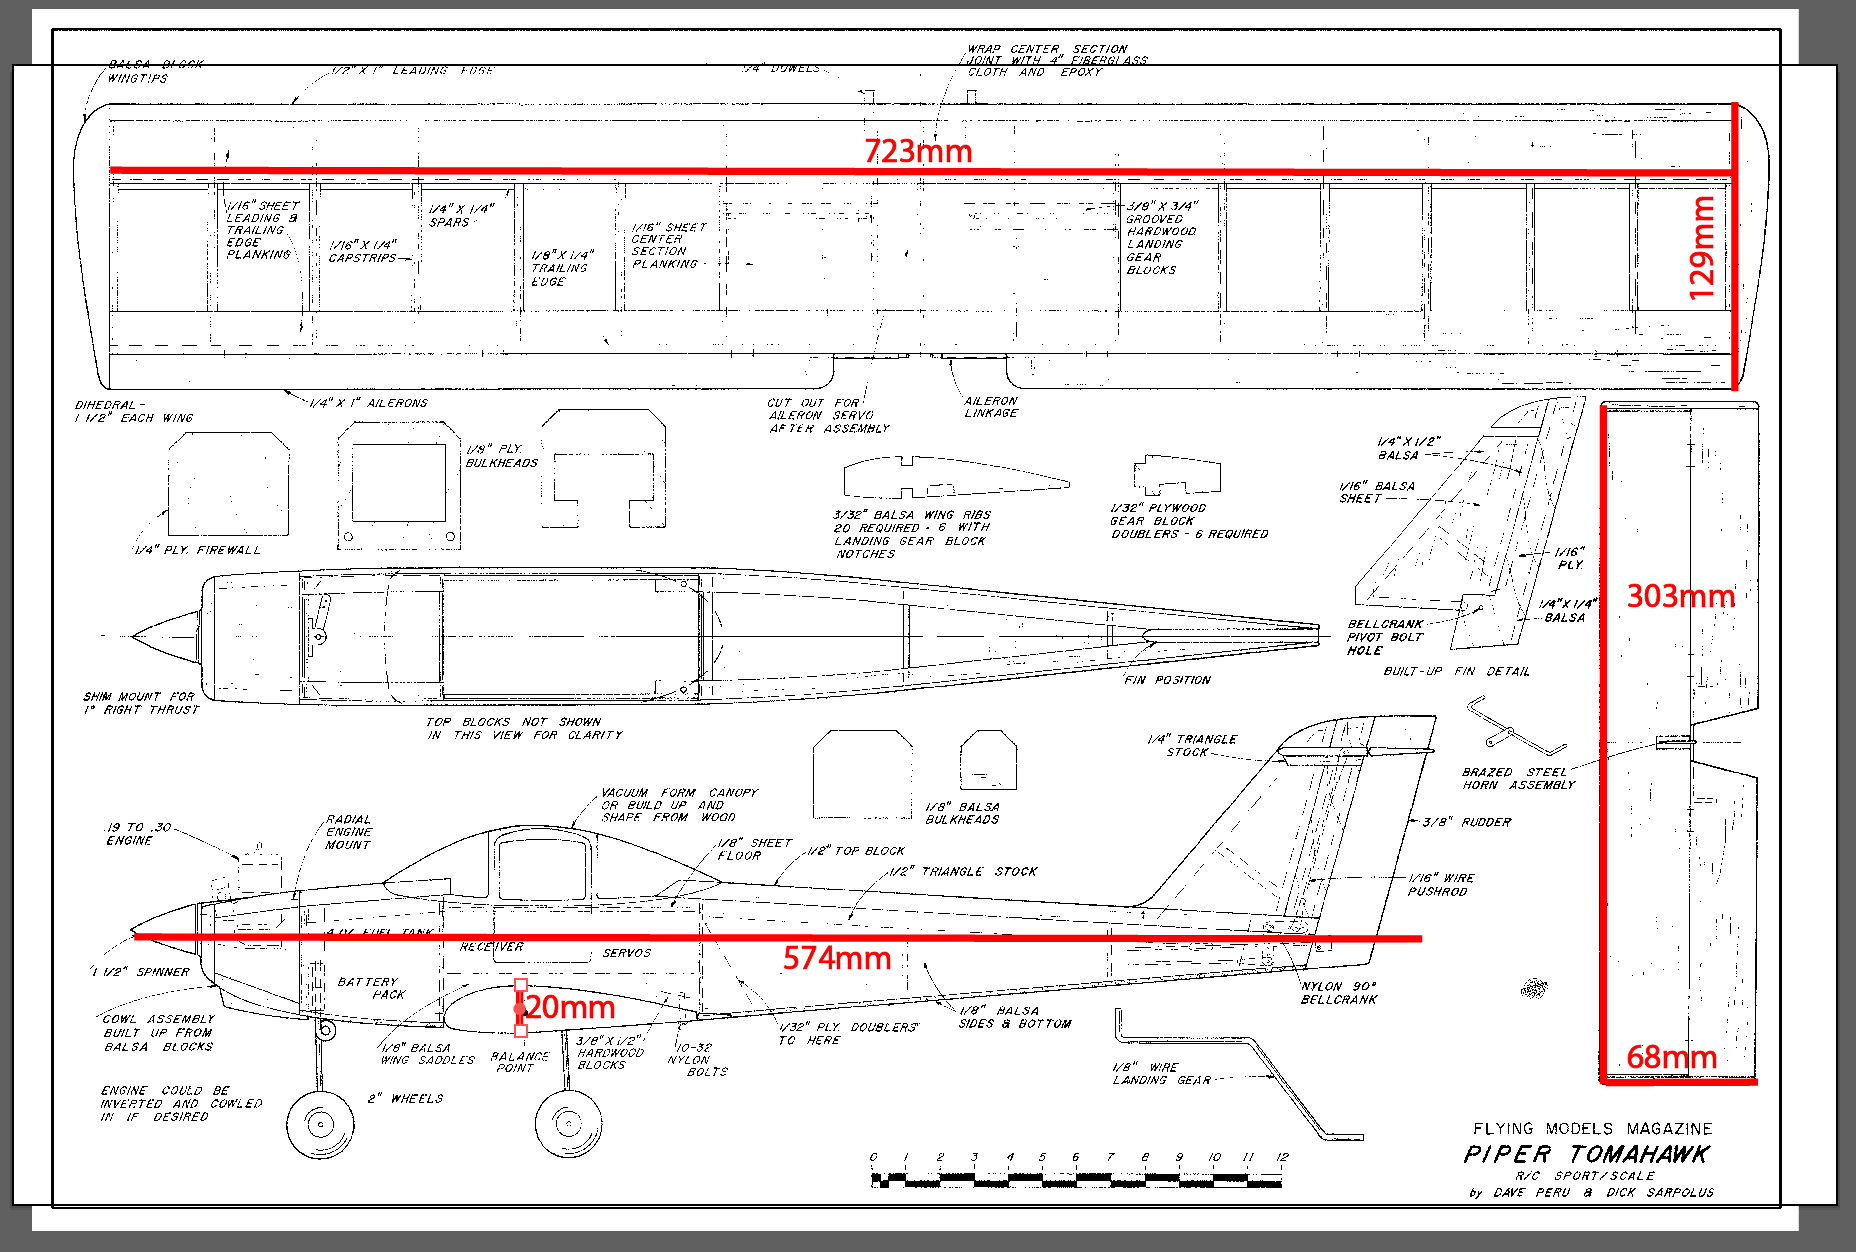 BALSA BLOCK
WINGTIPS
1/2" X 1" LEADING EDGE
1/4" DOWELS
WRAP CENTER SECTION
JOINT WITH 4" FIBERGLASS
CLOTH AND EPOXY
723mm
129mm
1/16" SHEET
LEADING &
TRAILING
EDGE
PLANKING
1/16" X 1/4"
CAPSTRIPS
1/4" X 1/4"
SPARS
1/8" X 1/4"
TRAILING
EDGE
1/16" SHEET
CENTER
SECTION
PLANKING
3/8" X 3/4"
GROOVED
HARDWOOD
LANDING
GEAR
BLOCKS
DIHEDRAL -
1 1/2" EACH WING
1/4" X 1" AILERONS
CUT OUT FOR
AILERON SERVO
AFTER ASSEMBLY
AILERON
LINKAGE
1/4" PLY. FIREWALL
1/8" PLY.
BULKHEADS
3/32" BALSA WING RIBS
20 REQUIRED - 6 WITH
LANDING GEAR BLOCK
NOTCHES
1/32" PLYWOOD
GEAR BLOCK
DOUBLERS - 6 REQUIRED
1/4" X 1/2"
BALSA
1/16" BALSA
SHEET
1/16"
PLY.
1/4" X 1/4"
BALSA
BELLCRANK
PIVOT BOLT
HOLE
BUILT-UP FIN DETAIL
303mm
68mm
SHIM MOUNT FOR
1° RIGHT THRUST
TOP BLOCKS NOT SHOWN
IN THIS VIEW FOR CLARITY
FIN POSITION
BRAZED STEEL
HORN ASSEMBLY
1/8" BALSA
BULKHEADS
1/4" TRIANGLE
STOCK
3/8" RUDDER
1/16" WIRE
PUSHROD
.19 TO .30
ENGINE
RADIAL
ENGINE
MOUNT
VACUUM FORM CANOPY
OR BUILD UP AND
SHAPE FROM WOOD
1/8" SHEET
FLOOR
1/2" TOP BLOCK
1/2" TRIANGLE STOCK
FUEL TANK
RECEIVER
SERVOS
574mm
1 1/2" SPINNER
BATTERY
PACK
20mm
NYLON 90°
BELLCRANK
COWL ASSEMBLY
BUILT UP FROM
BALSA BLOCKS
1/8" BALSA
WING SADDLES
BALANCE
POINT
3/8" X 1/2"
HARDWOOD
BLOCKS
10-32
NYLON
BOLTS
1/32" PLY. DOUBLERS
TO HERE
1/8" BALSA
SIDES & BOTTOM
1/8" WIRE
LANDING GEAR
ENGINE COULD BE
INVERTED AND COWLED
IN IF DESIRED
2" WHEELS
0 1 2 3 4 5 6 7 8 9 10 11 12
FLYING MODELS MAGAZINE
PIPER TOMAHAWK
R/C SPORT/SCALE
by DAVE PERU & DICK SARPOLUS